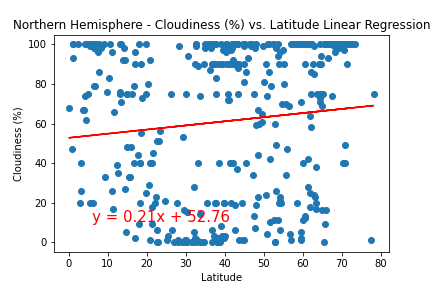 Northern Hemisphere - Cloudiness (%) vs. Latitude Linear Regression
100
80
60
40
20
0
Cloudiness (%)
y = 0.21x + 52.76
0 10 20 30 40 50 60 70 80
Latitude